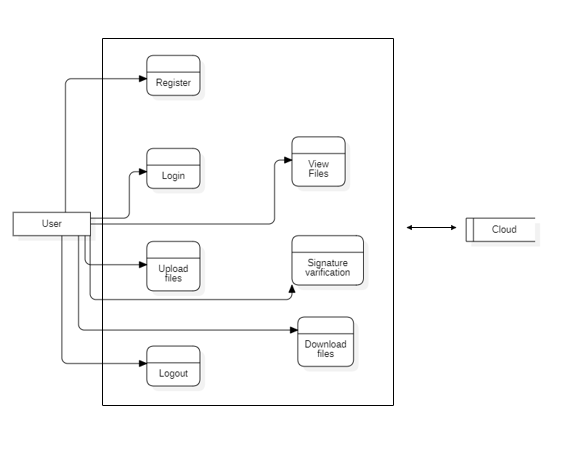 Register
Login
View
Files
User
Cloud
Upload
files
Signature
varification
Download
files
Logout